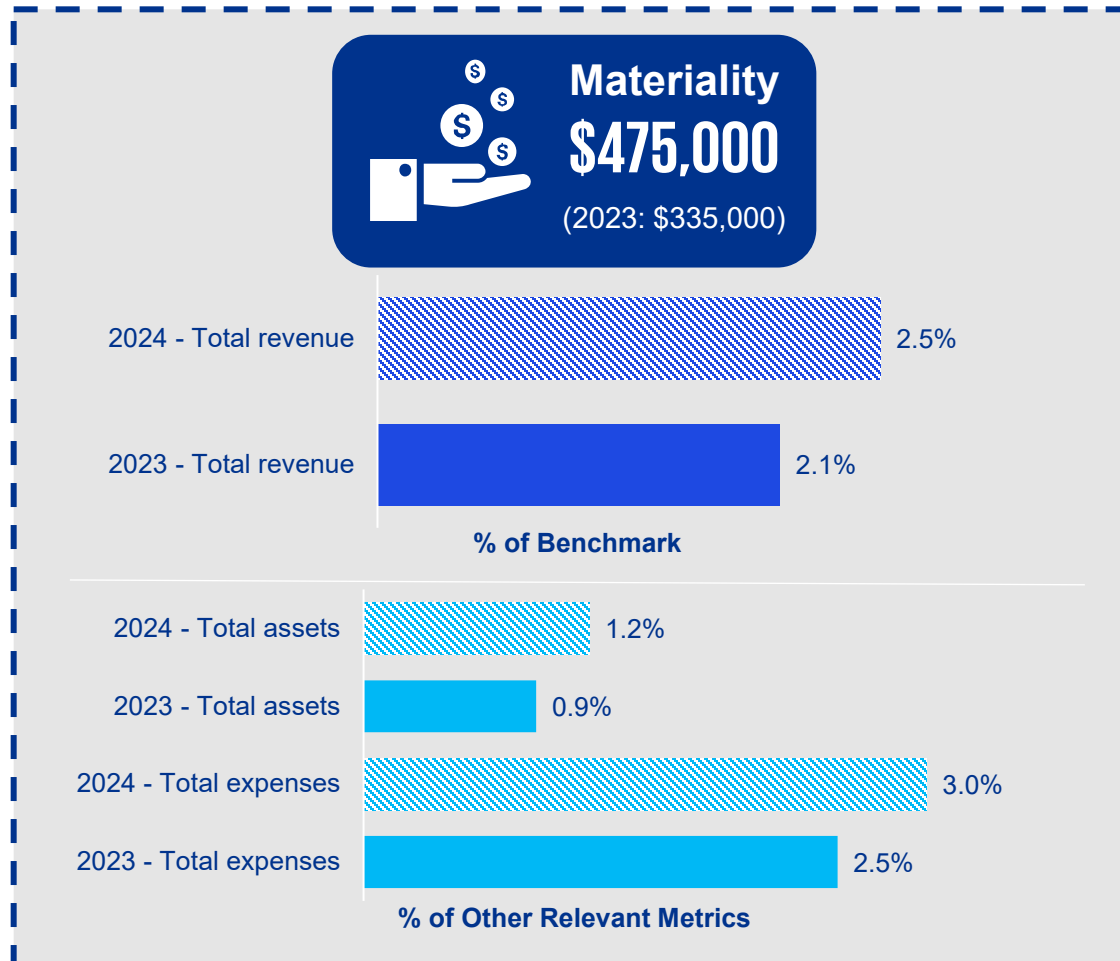 $
$
$
$
Materiality
$475,000
(2023: $335,000)
2024 - Total revenue
2.5%
2023 - Total revenue
2.1%
% of Benchmark
2024 - Total assets
1.2%
2023 - Total assets
0.9%
2024 - Total expenses
3.0%
2023 - Total expenses
2.5%
% of Other Relevant Metrics